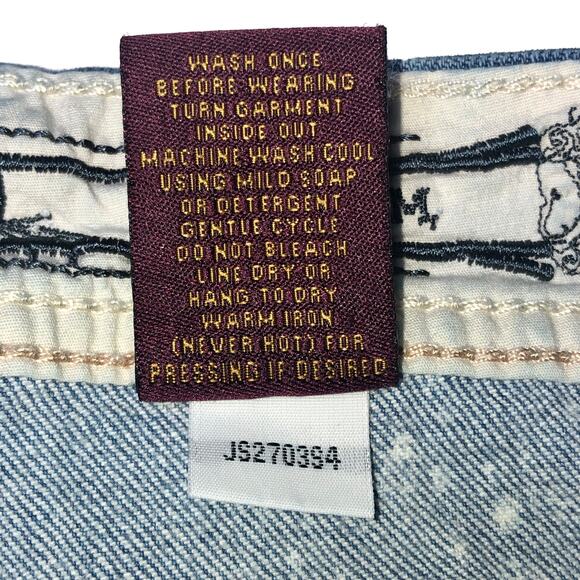 WASH ONCE
BEFORE WEARING
TURN GARMENT
INSIDE OUT
MACHINE WASH COOL
USING MILD SOAP
OR DETERGENT
GENTLE CYCLE
DO NOT BLEACH
LINE DRY OR
HANG TO DRY
WARM IRON
(NEVER HOT) FOR
PRESSING IF DESIRED
JS270394